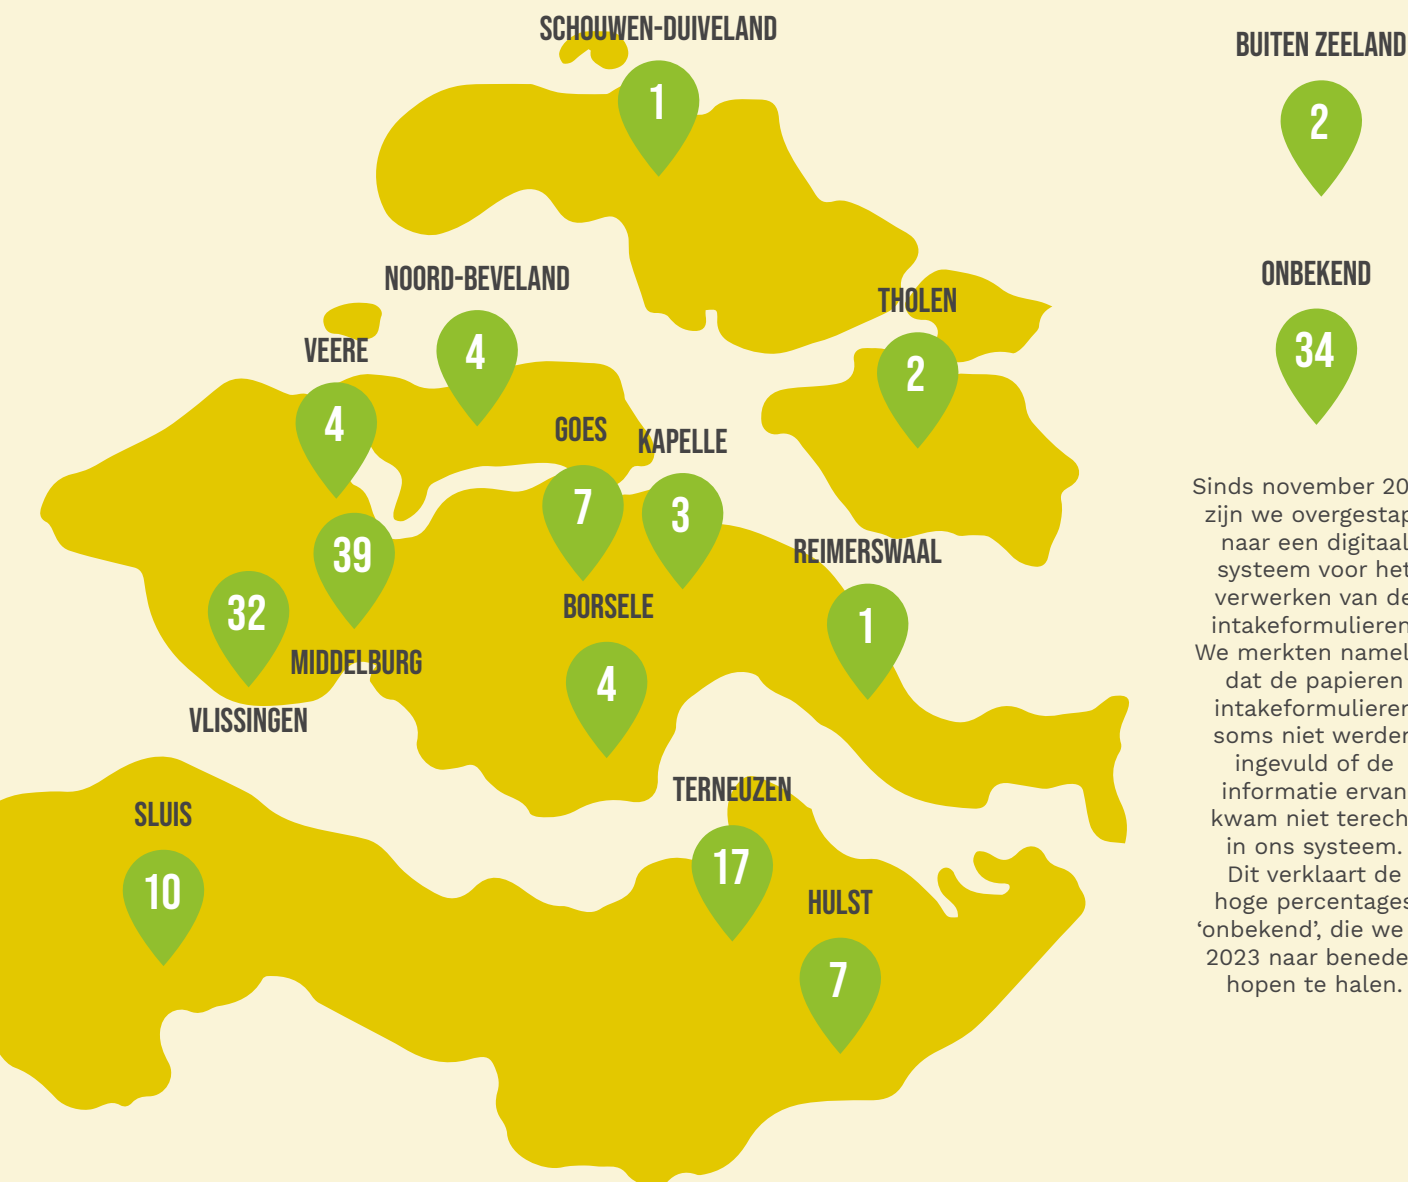 SCHOUWEN-DUIVELAND
1
NOORD-BEVELAND
4
VEERE
4
THOLEN
2
GOES
7
KAPELLE
3
39
MIDDELBURG
32
VLISSINGEN
BORSELE
4
REIMERSWAAL
1
SLUIS
10
TERNEUZEN
17
HULST
7
BUITEN ZEELAND
2
ONBEKEND
34
Sinds november 20
zijn we overgestap
naar een digitaal
systeem voor het
verwerken van de
intakeformulieren
We merkten namel
dat de papieren
intakeformulieren
soms niet werden
ingevuld of de
informatie ervan
kwam niet terech
in ons systeem.
Dit verklaart de
hoge percentages
‘onbekend’, die we
2023 naar benede
hopen te halen.